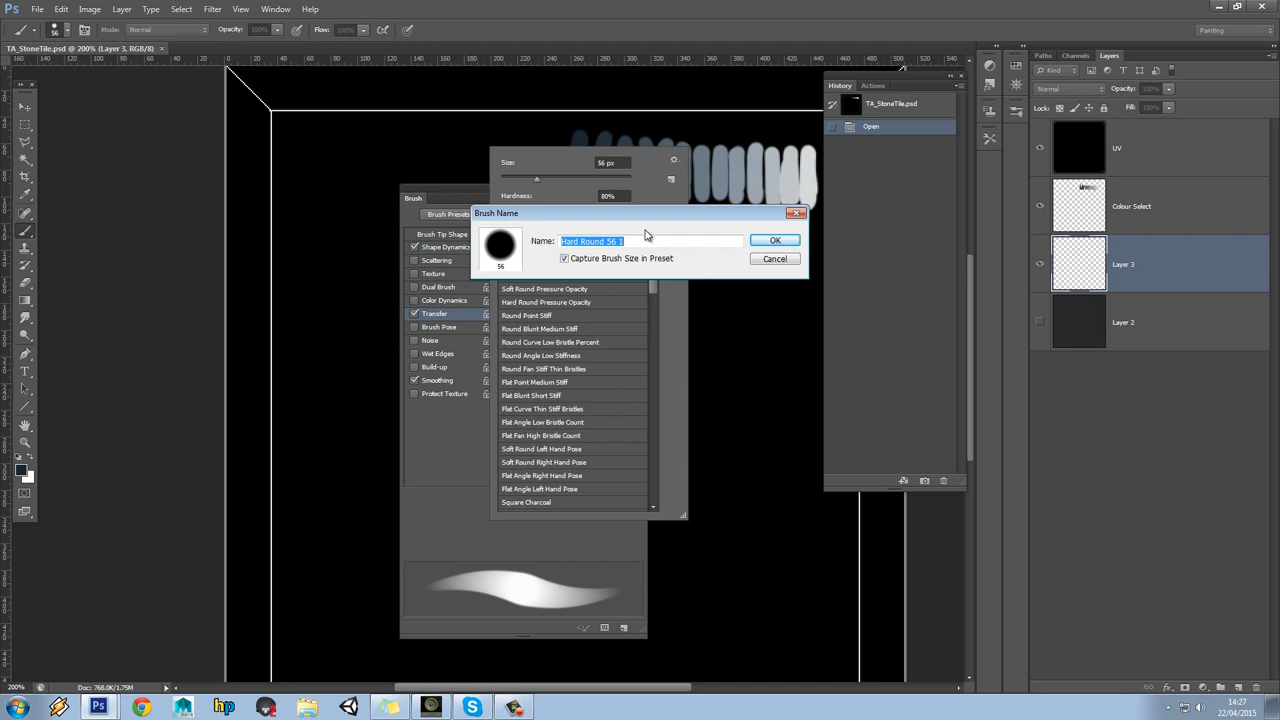 Ps File Edit Image Layer Type Select Filter View Window Help
56 Mode: Normal Opacity: 100% Flow: 100% Painting
TA_StoneTile.psd @ 200% (Layer 3, RGB/8)
History Actions
TA_StoneTile.psd
Open
Paths Channels Layers
Kind
Normal Opacity: 100%
Lock: Fill: 100%
UV
Colour Select
Layer 3
Layer 2
Size: 56 px
Hardness: 80%
Brush
Brush Presets
Brush Tip Shape
Shape Dynamics
Scattering
Texture
Dual Brush
Color Dynamics
Transfer
Brush Pose
Noise
Wet Edges
Build-up
Smoothing
Protect Texture
Brush Name
Name: Hard Round 56 1
OK
Capture Brush Size in Preset
Cancel
56
Soft Round Pressure Opacity
Hard Round Pressure Opacity
Round Point Stiff
Round Blunt Medium Stiff
Round Curve Low Bristle Percent
Round Angle Low Stiffness
Round Fan Stiff Thin Bristles
Flat Point Medium Stiff
Flat Blunt Short Stiff
Flat Curve Thin Stiff Bristles
Flat Angle Low Bristle Count
Flat Fan High Bristle Count
Soft Round Left Hand Pose
Soft Round Right Hand Pose
Flat Angle Right Hand Pose
Flat Angle Left Hand Pose
Square Charcoal
200% Doc: 768.0K/1.75M
14:27
22/04/2015